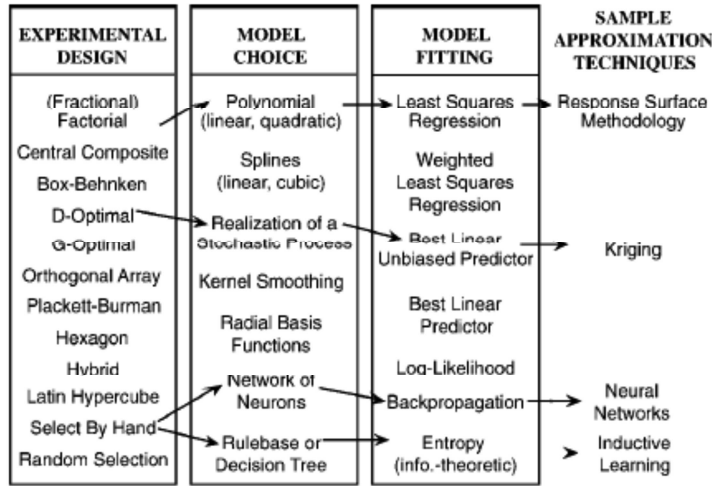 EXPERIMENTAL
DESIGN
(Fractional)
Factorial
Central Composite
Box-Behnken
D-Optimal
G-Optimal
Orthogonal Array
Plackett-Burman
Hexagon
Hybrid
Latin Hypercube
Select By Hand
Random Selection
MODEL
CHOICE
Polynomial
(linear, quadratic)
Splines
(linear, cubic)
Realization of a
Stochastic Process
Kernel Smoothing
Radial Basis
Functions
Network of
Neurons
Rulebase or
Decision Tree
MODEL
FITTING
Least Squares
Regression
Weighted
Least Squares
Regression
Best Linear
Unbiased Predictor
Best Linear
Predictor
Log-Likelihood
Backpropagation
Entropy
(info.-theoretic)
SAMPLE
APPROXIMATION
TECHNIQUES
Response Surface
Methodology
Kriging
Neural
Networks
Inductive
Learning